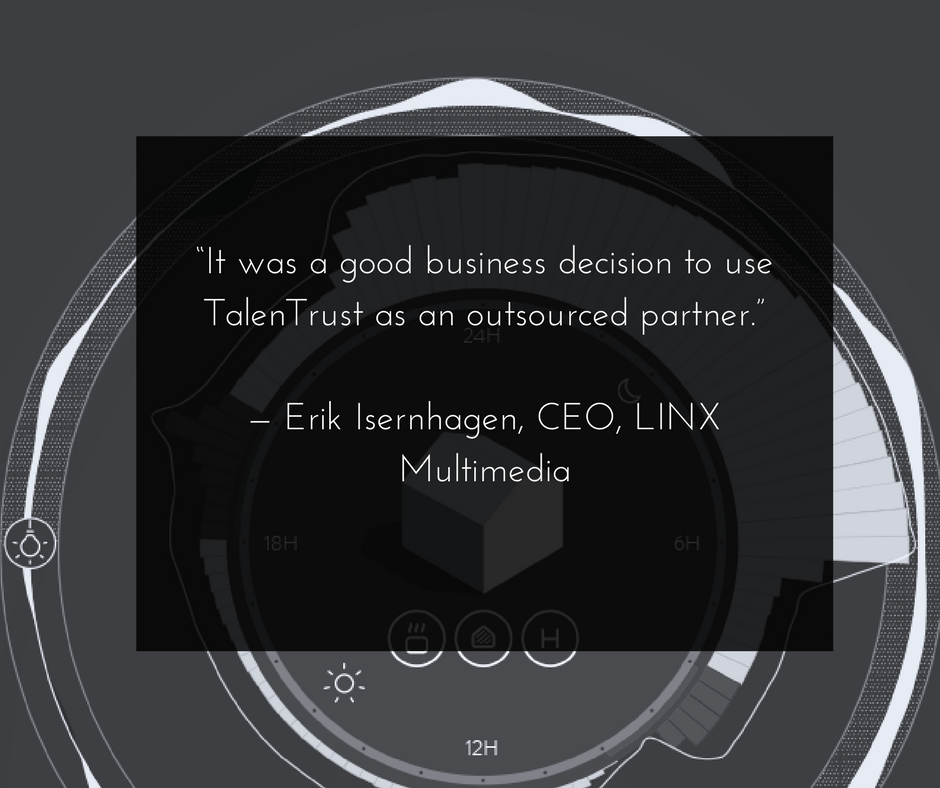 “It was a good business decision to use
TalenTrust as an outsourced partner.”
24H
— Erik Isernhagen, CEO, LINX
Multimedia
18H
6H
H
12H